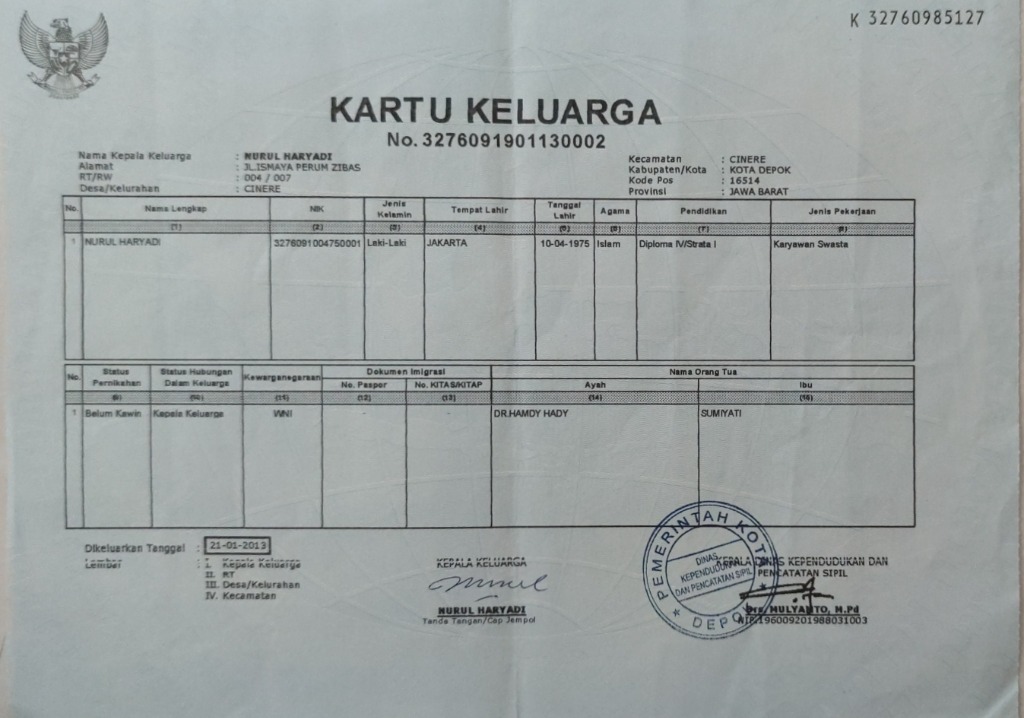 K 32760985127
KARTU KELUARGA
No. 3276091901130002
Nama Kepala Keluarga : NURUL HARYADI
Alamat : JL.ISMAYA PERUM ZIBAS
RT/RW : 004 / 007
Desa/Kelurahan : CINERE
Kecamatan : CINERE
Kabupaten/Kota : KOTA DEPOK
Kode Pos : 16514
Provinsi : JAWA BARAT
No. Nama Lengkap NIK Jenis Kelamin Tempat Lahir Tanggal Lahir Agama Pendidikan Jenis Pekerjaan
(1) (2) (3) (4) (5) (6) (7) (8)
1 NURUL HARYADI 3276091004750001 Laki-Laki JAKARTA 10-04-1975 Islam Diploma IV/Strata I Karyawan Swasta
No. Status Pernikahan Status Hubungan Dalam Keluarga Kewarganegaraan Dokumen Imigrasi Nama Orang Tua
No. Paspor No. KITAS/KITAP Ayah Ibu
(9) (10) (11) (12) (13) (14) (15)
1 Belum Kawin Kepala Keluarga WNI - - DR.HAMDY HADY SUMIYATI
Dikeluarkan Tanggal : 21-01-2013
Lembar : I. Kepala Keluarga
II. RT
III. Desa/Kelurahan
IV. Kecamatan
KEPALA KELUARGA
NURUL HARYADI
Tanda Tangan/Cap Jempol
KEPALA DINAS KEPENDUDUKAN DAN
PENCATATAN SIPIL
Drs. MULYANTO, M.Pd
NIP.196009201988031003
PEMERINTAH KOTA
DINAS
KEPENDUDUKAN
DAN PENCATATAN SIPIL
DEPOK